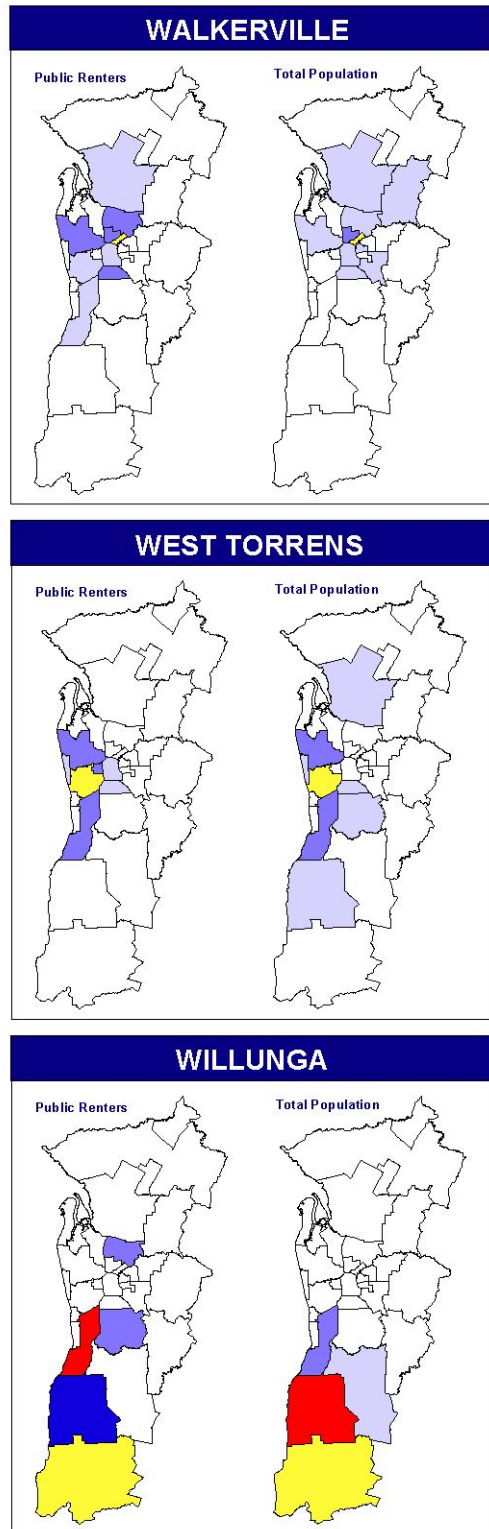 WALKERVILLE
Public Renters
Total Population
WEST TORRENS
Public Renters
Total Population
WILLUNGA
Public Renters
Total Population